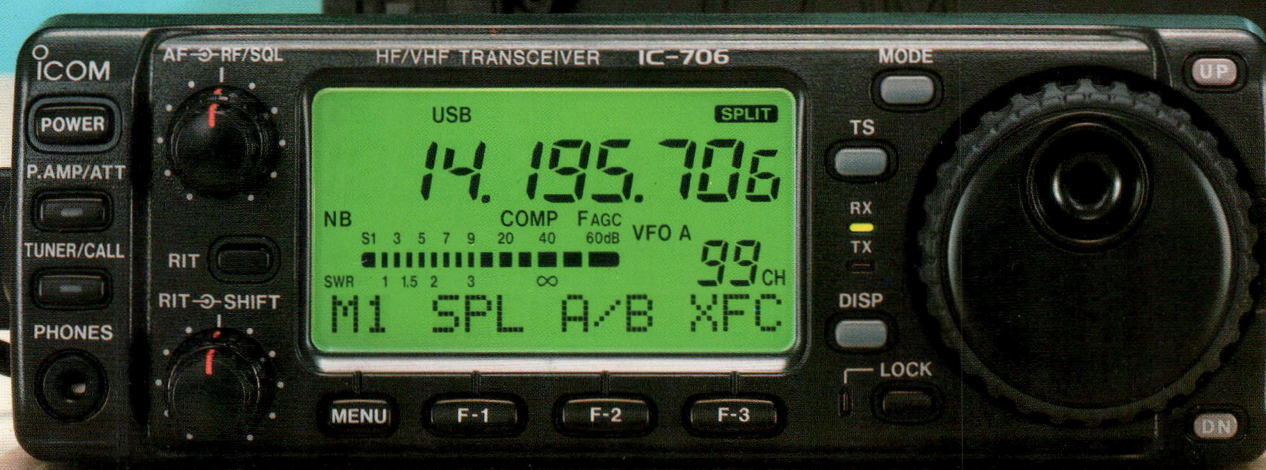 ICOM
POWER
P.AMP/ATT
TUNER/CALL
PHONES
AF RF/SQL
RIT
RIT SHIFT
HF/VHF TRANSCEIVER IC-706
USB SPLIT
14.195.706
NB COMP FAGC
S1 3 5 7 9 20 40 60dB VFO A
99CH
SWR 1 1.5 2 3 ∞
M1 SPL A/B XFC
MENU F-1 F-2 F-3
MODE
TS
RX
TX
DISP
LOCK
UP
DN